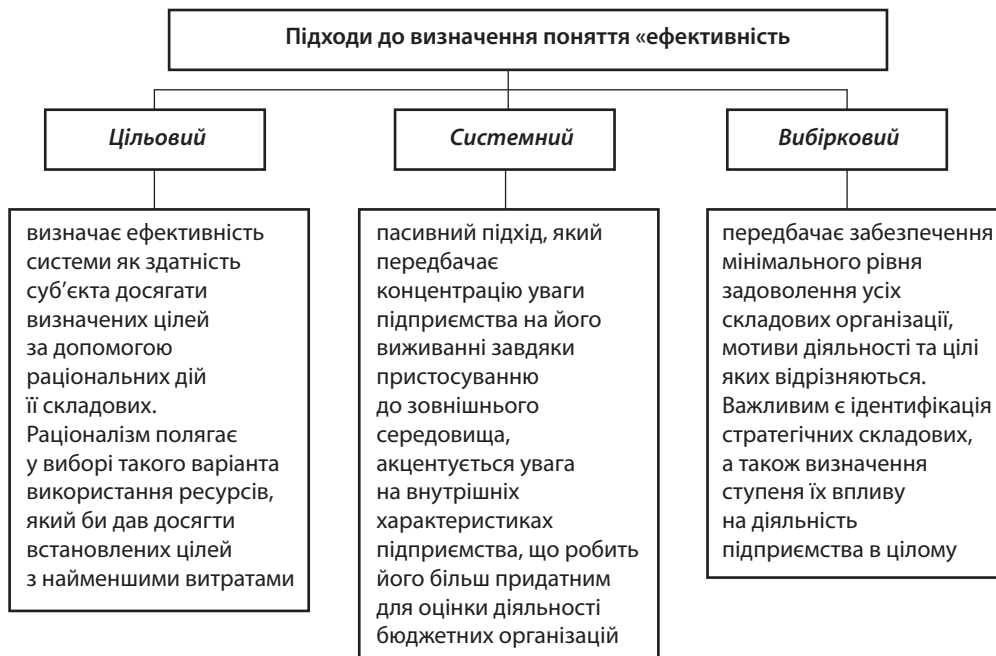 Підходи до визначення поняття «ефективність
Цільовий
Системний
Вибірковий
визначає ефективність
системи як здатність
суб’єкта досягати
визначених цілей
за допомогою
раціональних дій
її складових.
Раціоналізм полягає
у виборі такого варіанта
використання ресурсів,
який би дав досягти
встановлених цілей
з найменшими витратами
пасивний підхід, який
передбачає
концентрацію уваги
підприємства на його
виживанні завдяки
пристосуванню
до зовнішнього
середовища,
акцентується увага
на внутрішніх
характеристиках
підприємства, що робить
його більш придатним
для оцінки діяльності
бюджетних організацій
передбачає забезпечення
мінімального рівня
задоволення усіх
складових організації,
мотиви діяльності та цілі
яких відрізняються.
Важливим є ідентифікація
стратегічних складових,
а також визначення
ступеня їх впливу
на діяльність
підприємства в цілому